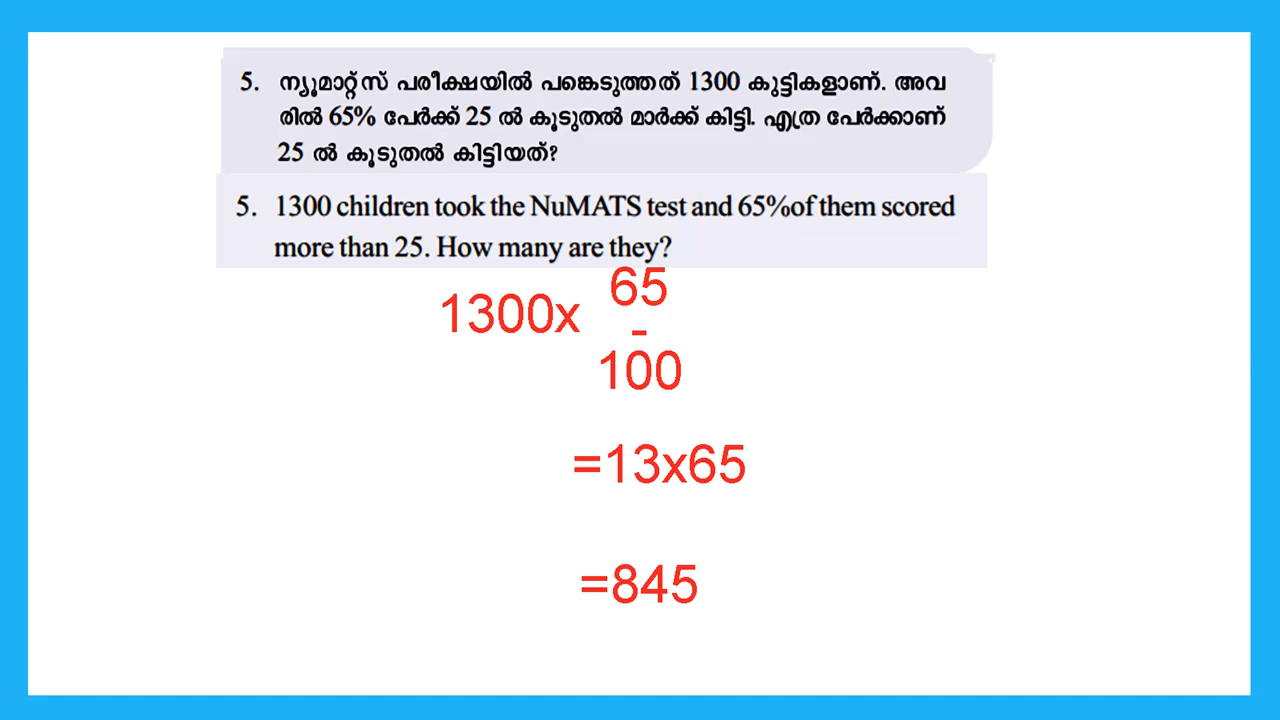 5. ന്യൂമാറ്റ്സ് പരീക്ഷയിൽ പങ്കെടുത്തത് 1300 കുട്ടികളാണ്. അവ
രിൽ 65% പേർക്ക് 25 ൽ കൂടുതൽ മാർക്ക് കിട്ടി. എത്ര പേർക്കാണ്
25 ൽ കൂടുതൽ കിട്ടിയത്?
5. 1300 children took the NuMATS test and 65%of them scored
more than 25. How many are they?
65
1300x -
100
=13x65
=845